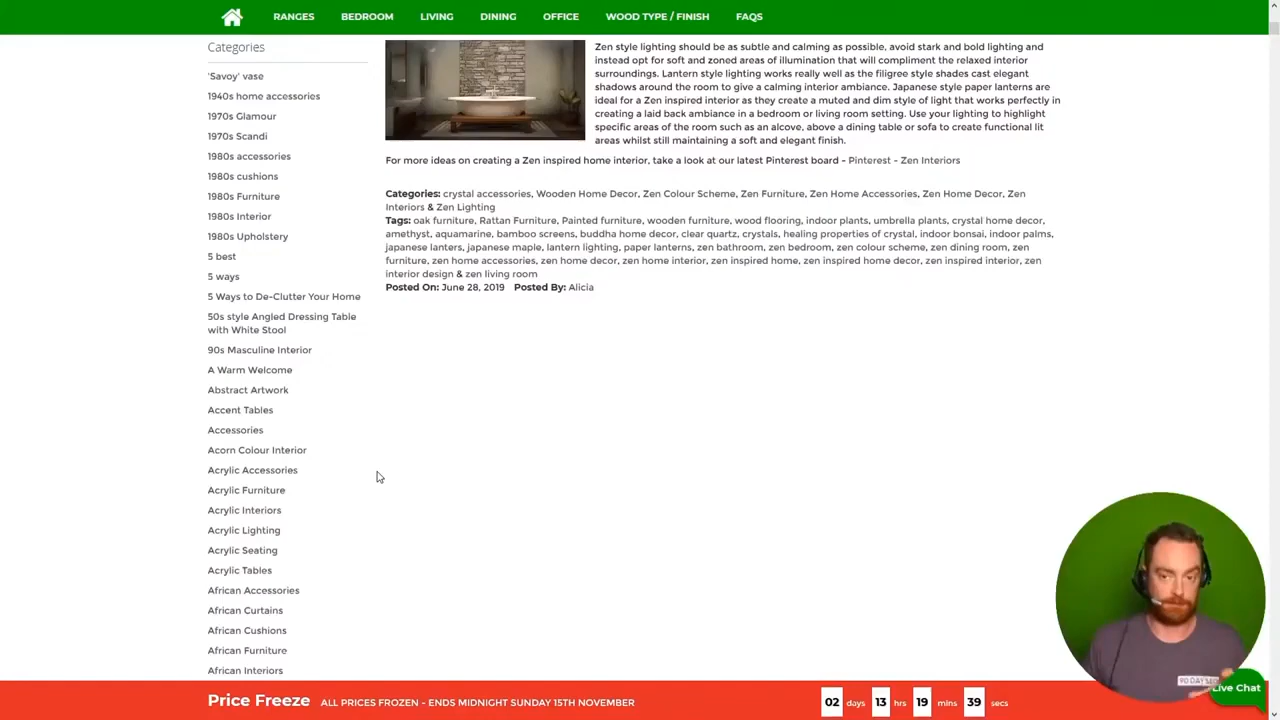 RANGES BEDROOM LIVING DINING OFFICE WOOD TYPE / FINISH FAQS
Categories
'Savoy' vase
1940s home accessories
1970s Glamour
1970s Scandi
1980s accessories
1980s cushions
1980s Furniture
1980s Interior
1980s Upholstery
5 best
5 ways
5 Ways to De-Clutter Your Home
50s style Angled Dressing Table
with White Stool
90s Masculine Interior
A Warm Welcome
Abstract Artwork
Accent Tables
Accessories
Acorn Colour Interior
Acrylic Accessories
Acrylic Furniture
Acrylic Interiors
Acrylic Lighting
Acrylic Seating
Acrylic Tables
African Accessories
African Curtains
African Cushions
African Furniture
African Interiors
Zen style lighting should be as subtle and calming as possible, avoid stark and bold lighting and
instead opt for soft and zoned areas of illumination that will compliment the relaxed interior
surroundings. Lantern style lighting works really well as the filigree style shades cast elegant
shadows around the room to give a calming interior ambiance. Japanese style paper lanterns are
ideal for a Zen inspired interior as they create a muted and dim style of light that works perfectly in
creating a laid back ambiance in a bedroom or living room setting. Use your lighting to highlight
specific areas of the room such as an alcove, above a dining table or sofa to create functional lit
areas whilst still maintaining a soft and elegant finish.
For more ideas on creating a Zen inspired home interior, take a look at our latest Pinterest board - Pinterest - Zen Interiors
Categories: crystal accessories, Wooden Home Decor, Zen Colour Scheme, Zen Furniture, Zen Home Accessories, Zen Home Decor, Zen
Interiors & Zen Lighting
Tags: oak furniture, Rattan Furniture, Painted furniture, wooden furniture, wood flooring, indoor plants, umbrella plants, crystal home decor,
amethyst, aquamarine, bamboo screens, buddha home decor, clear quartz, crystals, healing properties of crystal, indoor bonsai, indoor palms,
japanese lanters, japanese maple, lantern lighting, paper lanterns, zen bathroom, zen bedroom, zen colour scheme, zen dining room, zen
furniture, zen home accessories, zen home decor, zen home interior, zen inspired home, zen inspired home decor, zen inspired interior, zen
interior design & zen living room
Posted On: June 28, 2019 Posted By: Alicia
Price Freeze ALL PRICES FROZEN - ENDS MIDNIGHT SUNDAY 15TH NOVEMBER
02 days 13 hrs 19 mins 39 secs
Live Chat